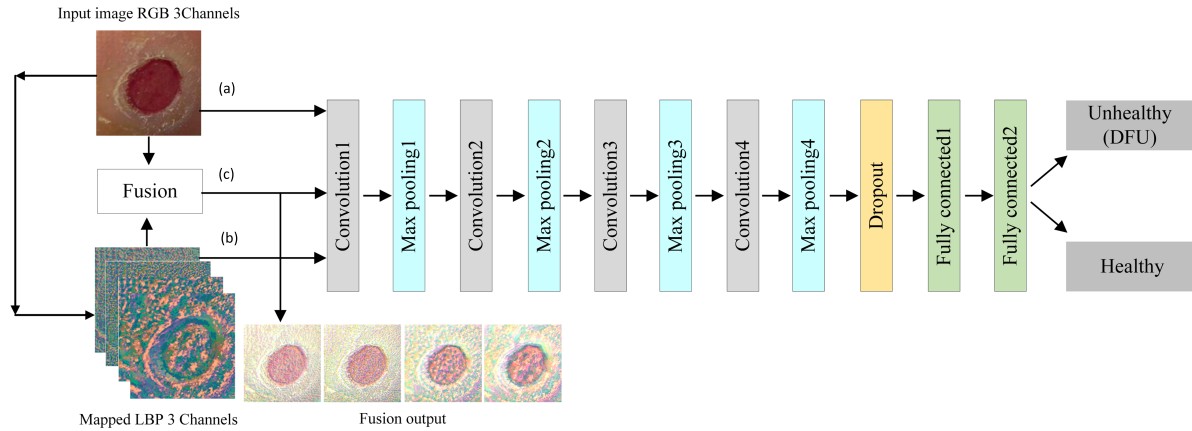 Input image RGB 3Channels
(a)
Fusion
(c)
(b)
Mapped LBP 3 Channels
Fusion output
Convolution1
Max pooling1
Convolution2
Max pooling2
Convolution3
Max pooling3
Convolution4
Max pooling4
Dropout
Fully connected1
Fully connected2
Unhealthy
(DFU)
Healthy